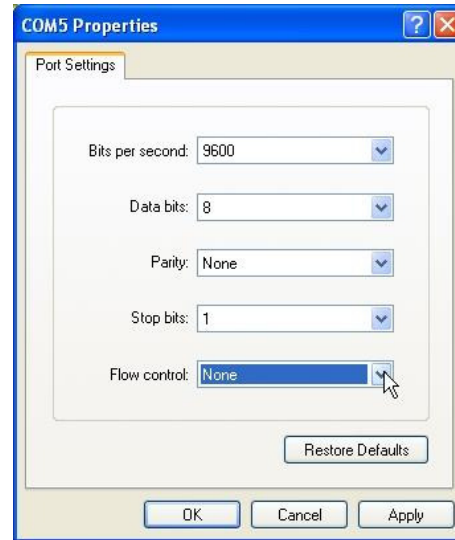 COM5 Properties
Port Settings
Bits per second: 9600
Data bits: 8
Parity: None
Stop bits: 1
Flow control: None
Restore Defaults
OK Cancel Apply